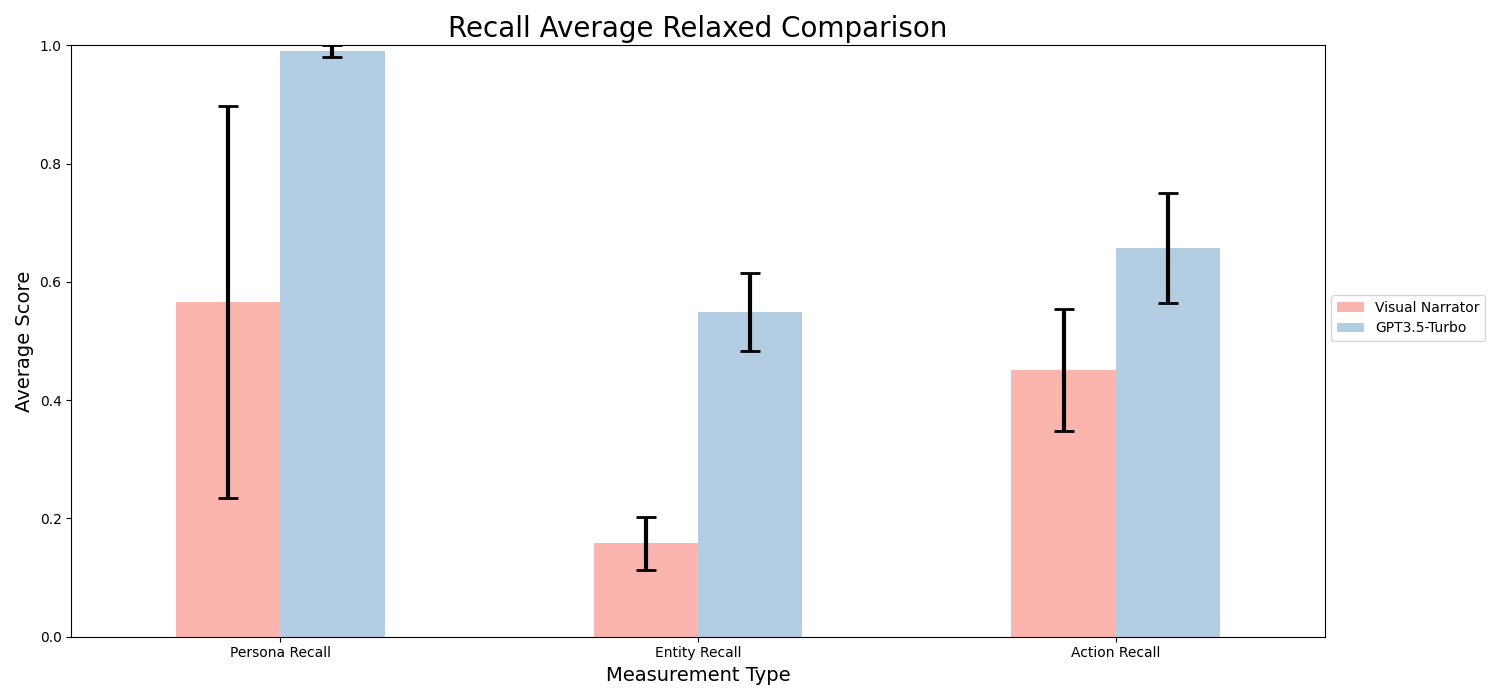 Recall Average Relaxed Comparison
1.0
0.8
0.6
0.4
0.2
0.0
Average Score
Persona Recall
Entity Recall
Action Recall
Measurement Type
Visual Narrator
GPT3.5-Turbo